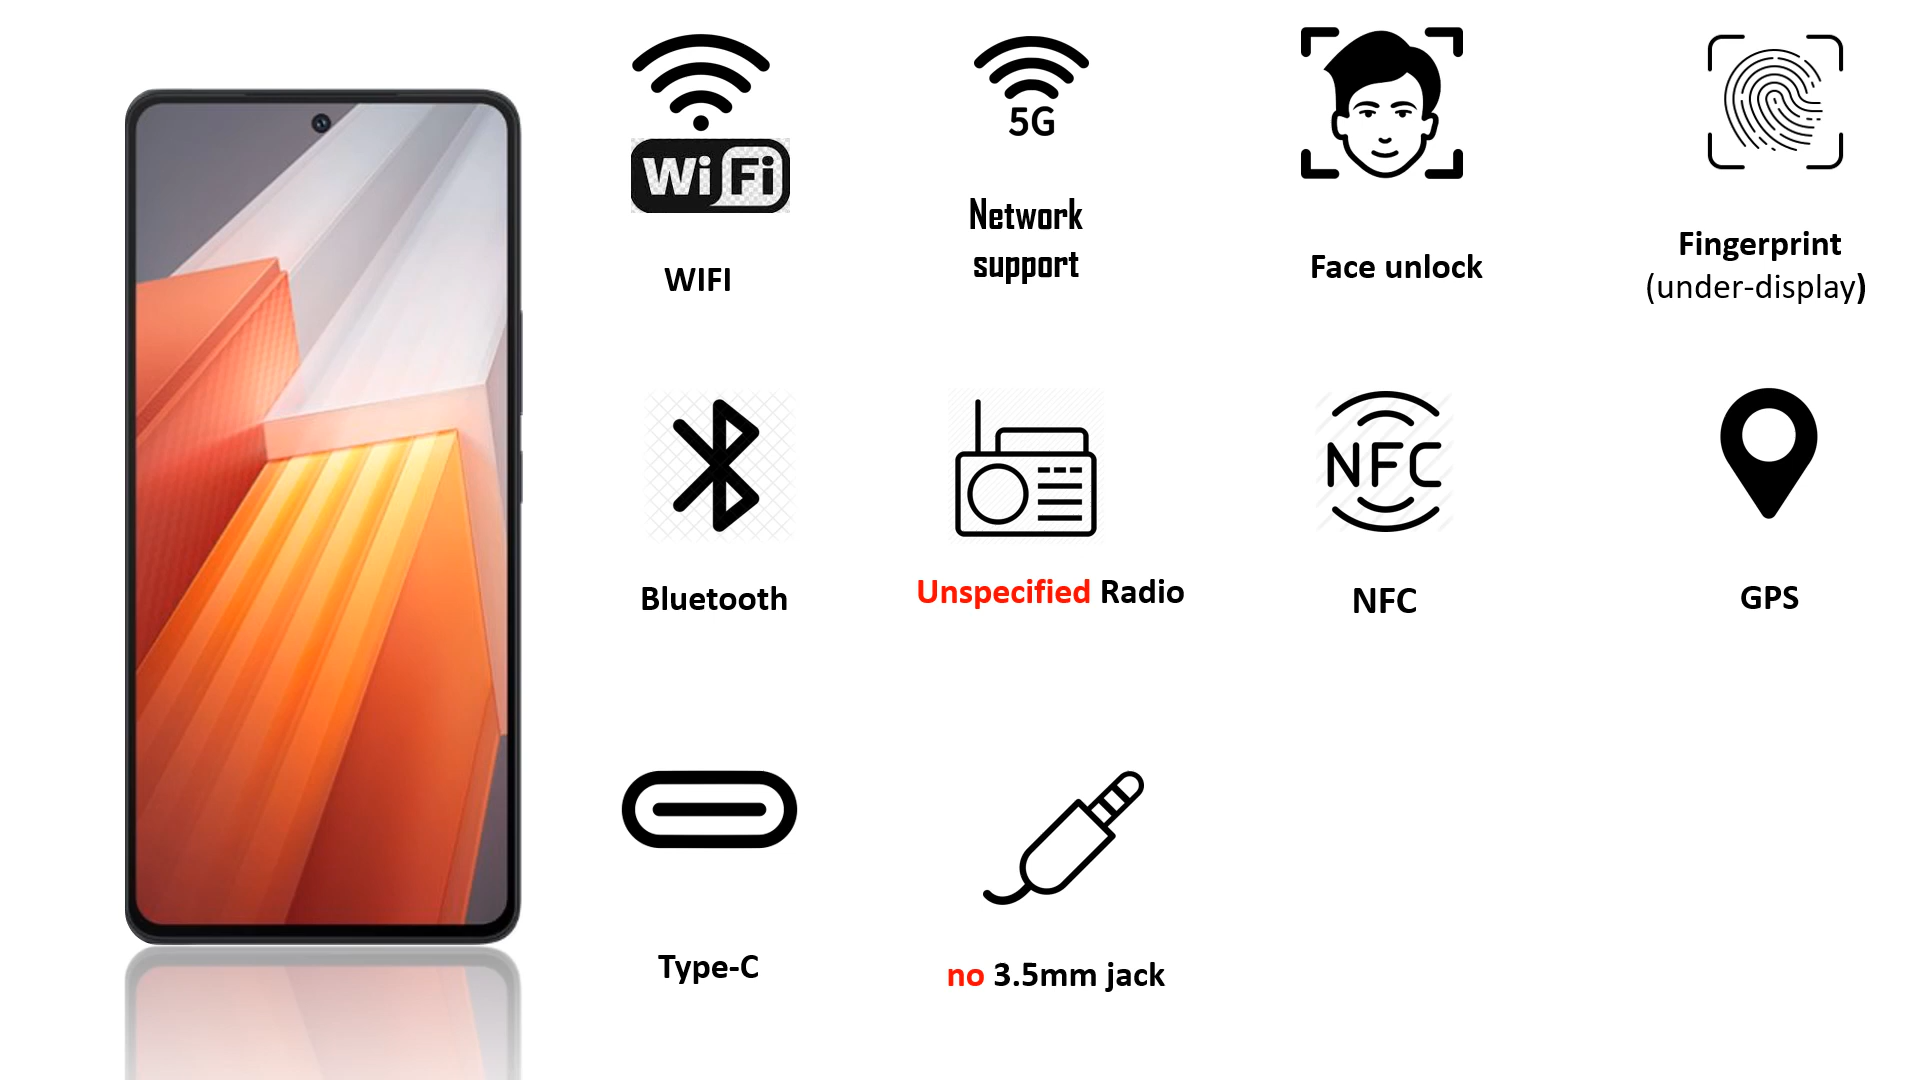 WiFi
5G
WIFI
Network
support
Face unlock
Fingerprint
(under-display)
NFC
Bluetooth
Unspecified Radio
NFC
GPS
Type-C
no 3.5mm jack